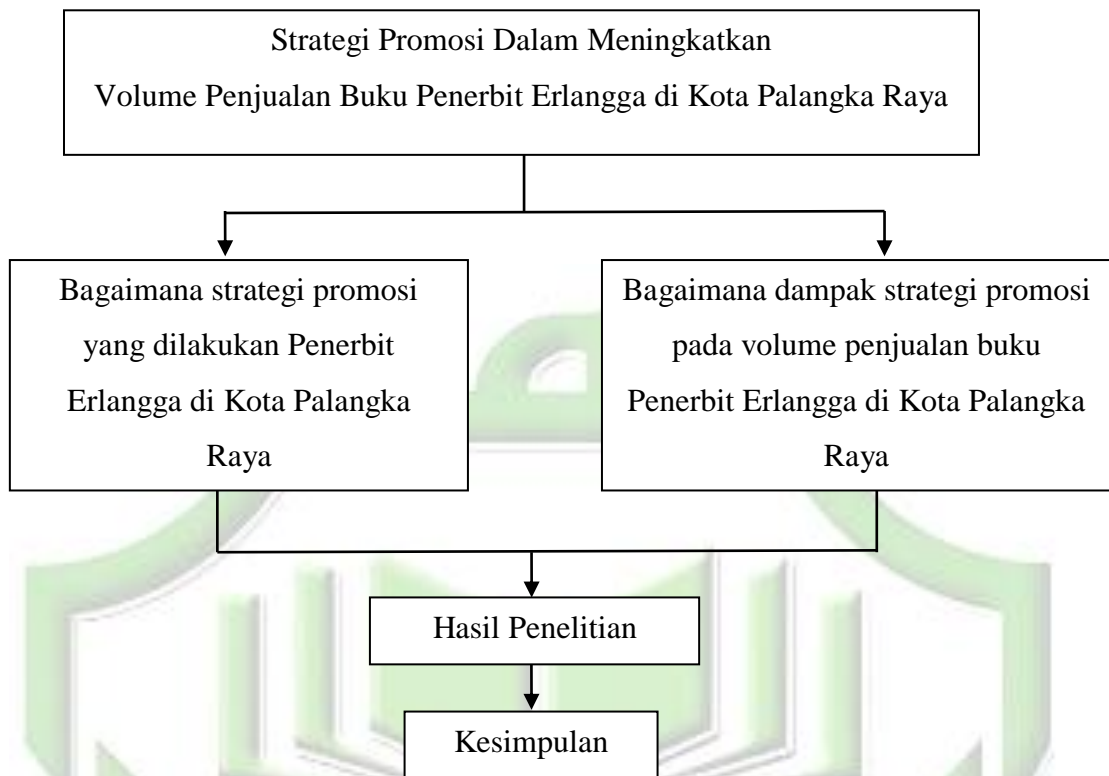 Strategi Promosi Dalam Meningkatkan
Volume Penjualan Buku Penerbit Erlangga di Kota Palangka Raya
Bagaimana strategi promosi
yang dilakukan Penerbit
Erlangga di Kota Palangka
Raya
Bagaimana dampak strategi promosi
pada volume penjualan buku
Penerbit Erlangga di Kota Palangka
Raya
Hasil Penelitian
Kesimpulan